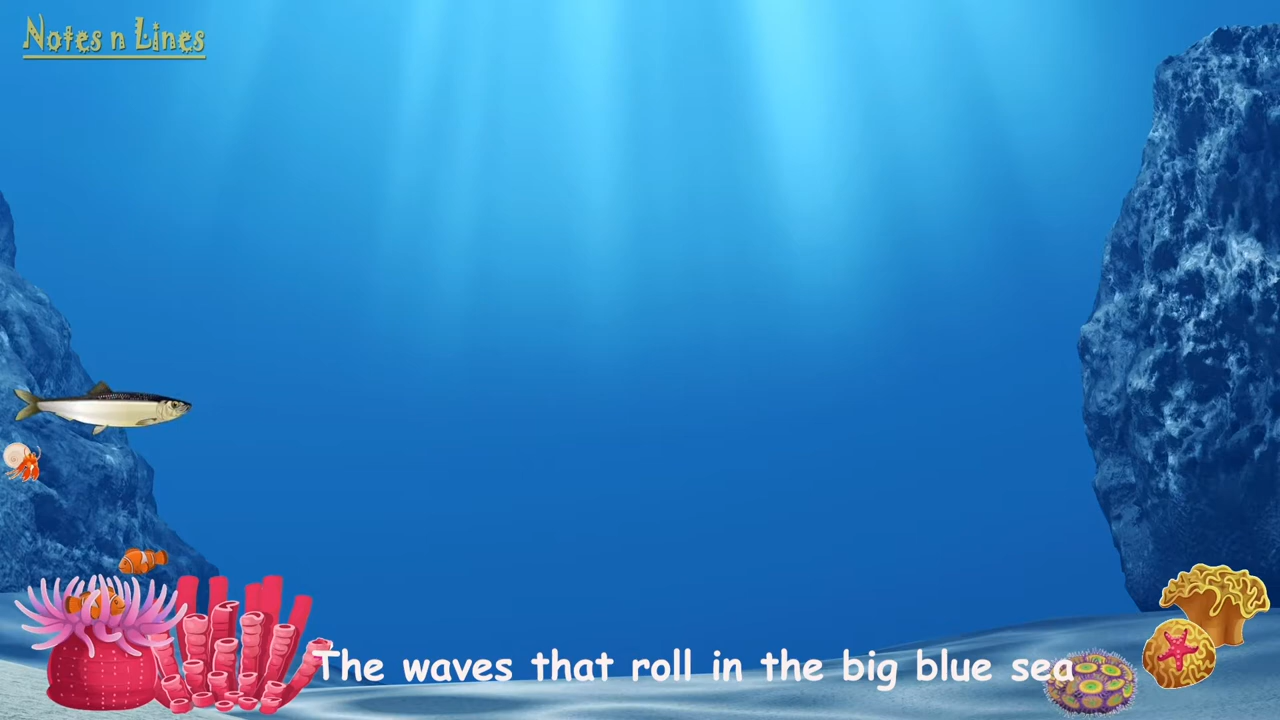 Notes n Lines
The waves that roll in the big blue sea